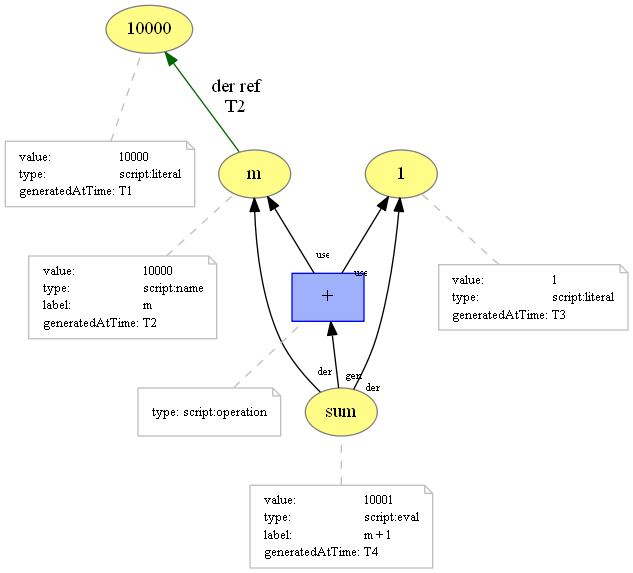 10000
der ref
T2
value: 10000
type: script:literal
generatedAtTime: T1
m
1
use
use
value: 10000
type: script:name
label: m
generatedAtTime: T2
value: 1
type: script:literal
generatedAtTime: T3
+
der
gen
der
type: script:operation
sum
value: 10001
type: script:eval
label: m + 1
generatedAtTime: T4